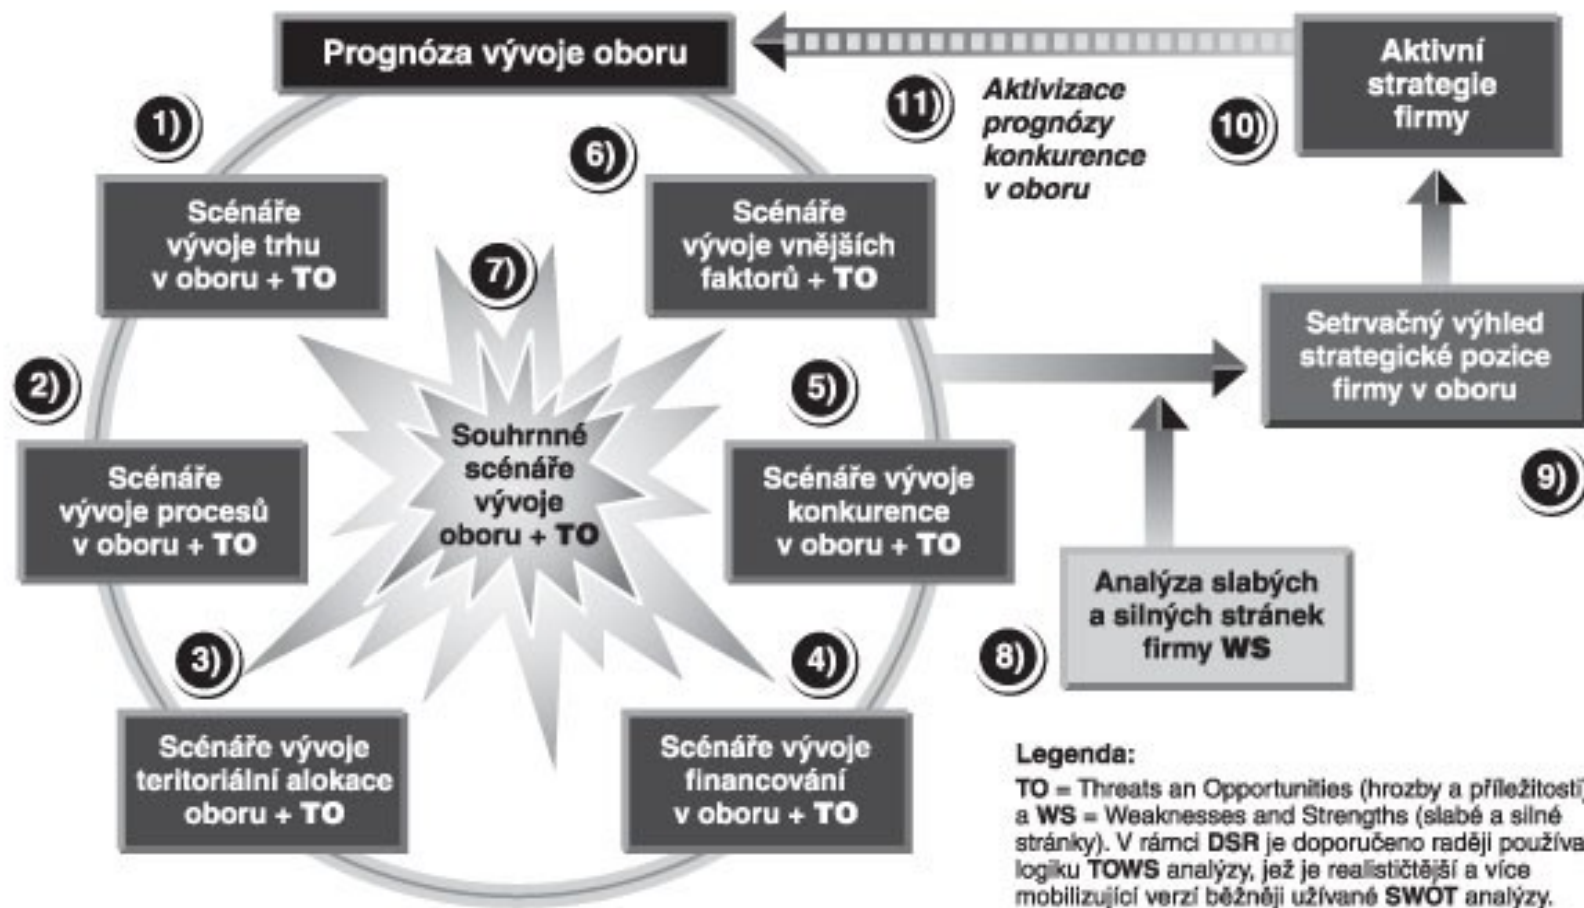 Prognóza vývoje oboru
1)
Scénáře
vývoje trhu
v oboru + TO
2)
Scénáře
vývoje procesů
v oboru + TO
3)
Scénáře vývoje
teritoriální alokace
oboru + TO
4)
Scénáře vývoje
financování
v oboru + TO
5)
Scénáře vývoje
konkurence
v oboru + TO
6)
Scénáře
vývoje vnějších
faktorů + TO
7)
Souhrnné
scénáře
vývoje
oboru + TO
8)
Analýza slabých
a silných stránek
firmy WS
9)
Setrvačný výhled
strategické pozice
firmy v oboru
10)
Aktivní
strategie
firmy
11)
Aktivizace
prognózy
konkurence
v oboru
Legenda:
TO = Threats an Opportunities (hrozby a příležitosti)
a WS = Weaknesses and Strengths (slabé a silné
stránky). V rámci DSR je doporučeno raději používa
logiku TOWS analýzy, jež je realističtější a více
mobilizující verzí běžněji užívané SWOT analýzy.